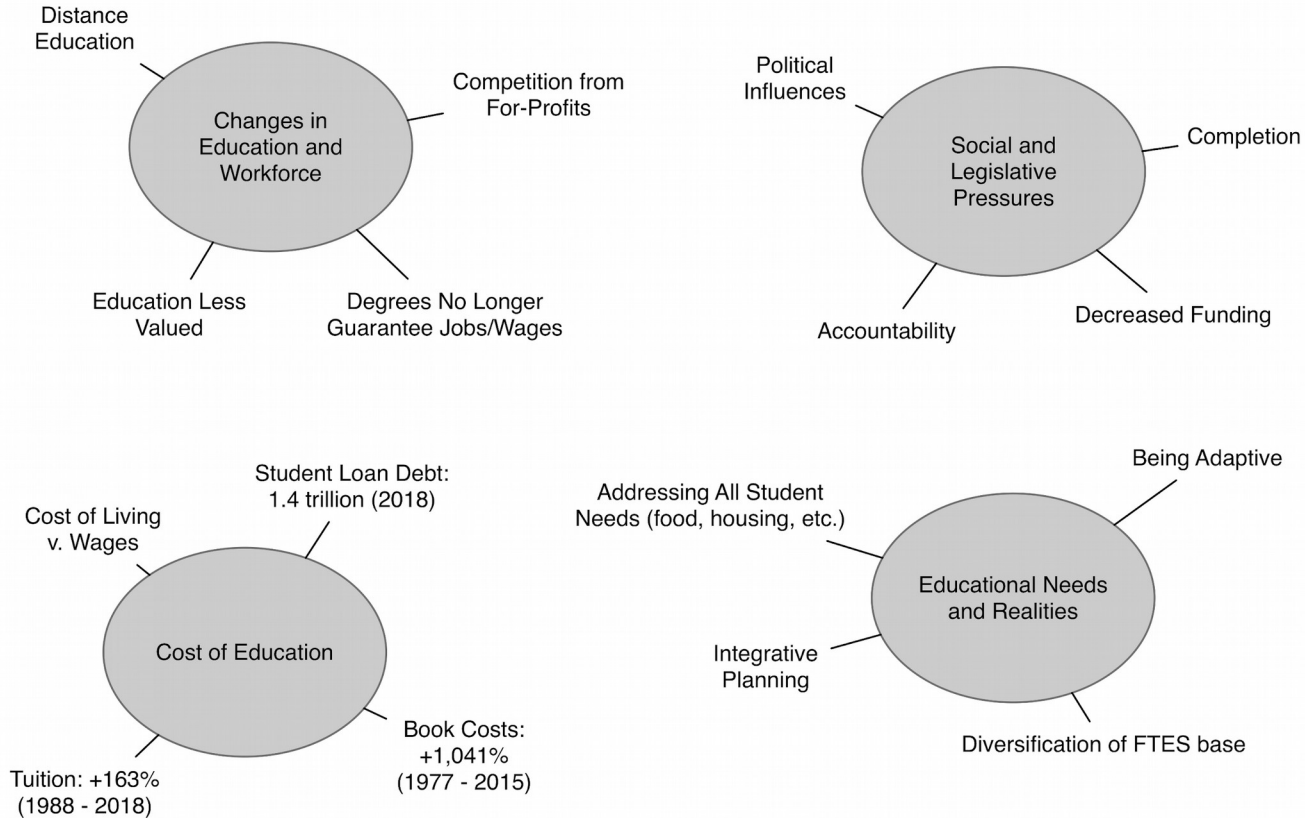 Distance
Education
Changes in
Education and
Workforce
Competition from
For-Profits
Education Less
Valued
Degrees No Longer
Guarantee Jobs/Wages
Political
Influences
Social and
Legislative
Pressures
Completion
Accountability
Decreased Funding
Student Loan Debt:
1.4 trillion (2018)
Cost of Living
v. Wages
Cost of Education
Book Costs:
+1,041%
(1977 - 2015)
Tuition: +163%
(1988 - 2018)
Being Adaptive
Addressing All Student
Needs (food, housing, etc.)
Educational Needs
and Realities
Integrative
Planning
Diversification of FTES base